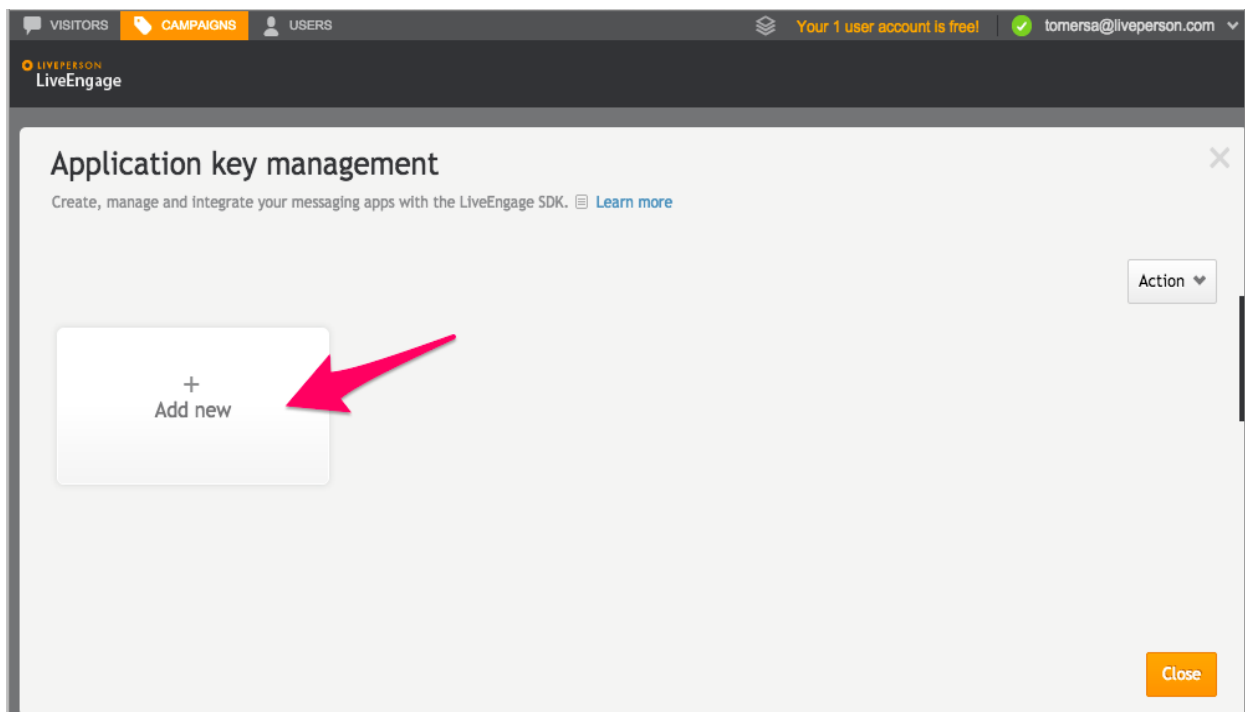 VISITORS CAMPAIGNS USERS Your 1 user account is free! tomersa@liveperson.com
LIVEPERSON
LiveEngage
Application key management
Create, manage and integrate your messaging apps with the LiveEngage SDK. Learn more
Action
+
Add new
Close